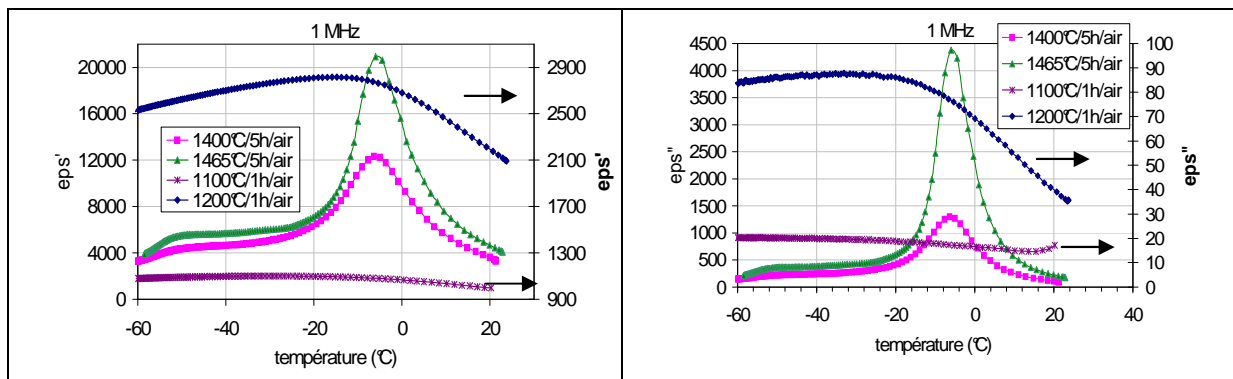 1 MHz
20000
16000
12000
8000
4000
0
eps'
2900
2500
2100
1700
1300
900
eps'
1400℃/5h/air
1465℃/5h/air
1100℃/1h/air
1200℃/1h/air
-60
-40
-20
0
20
température (℃)
1 MHz
4500
4000
3500
3000
2500
2000
1500
1000
500
0
eps"
100
90
80
70
60
50
40
30
20
10
0
eps"
1400℃/5h/air
1465℃/5h/air
1100℃/1h/air
1200℃/1h/air
-60
-40
-20
0
20
40
température (℃)